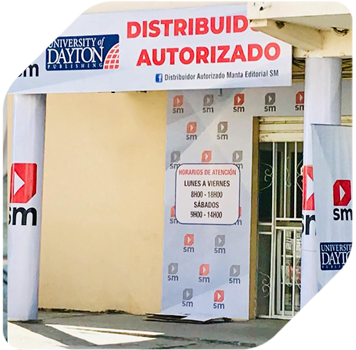 UNIVERSITY of
DAYTON
PUBLISHING
sm
DISTRIBUIDOR
AUTORIZADO
Distribuidor Autorizado Manta Editorial SM
HORARIOS DE ATENCIÓN
LUNES A VIERNES
8H00 - 18H00
SÁBADOS
9H00 - 14H00
sm
sm
UNIVERSITY of
DAYTON